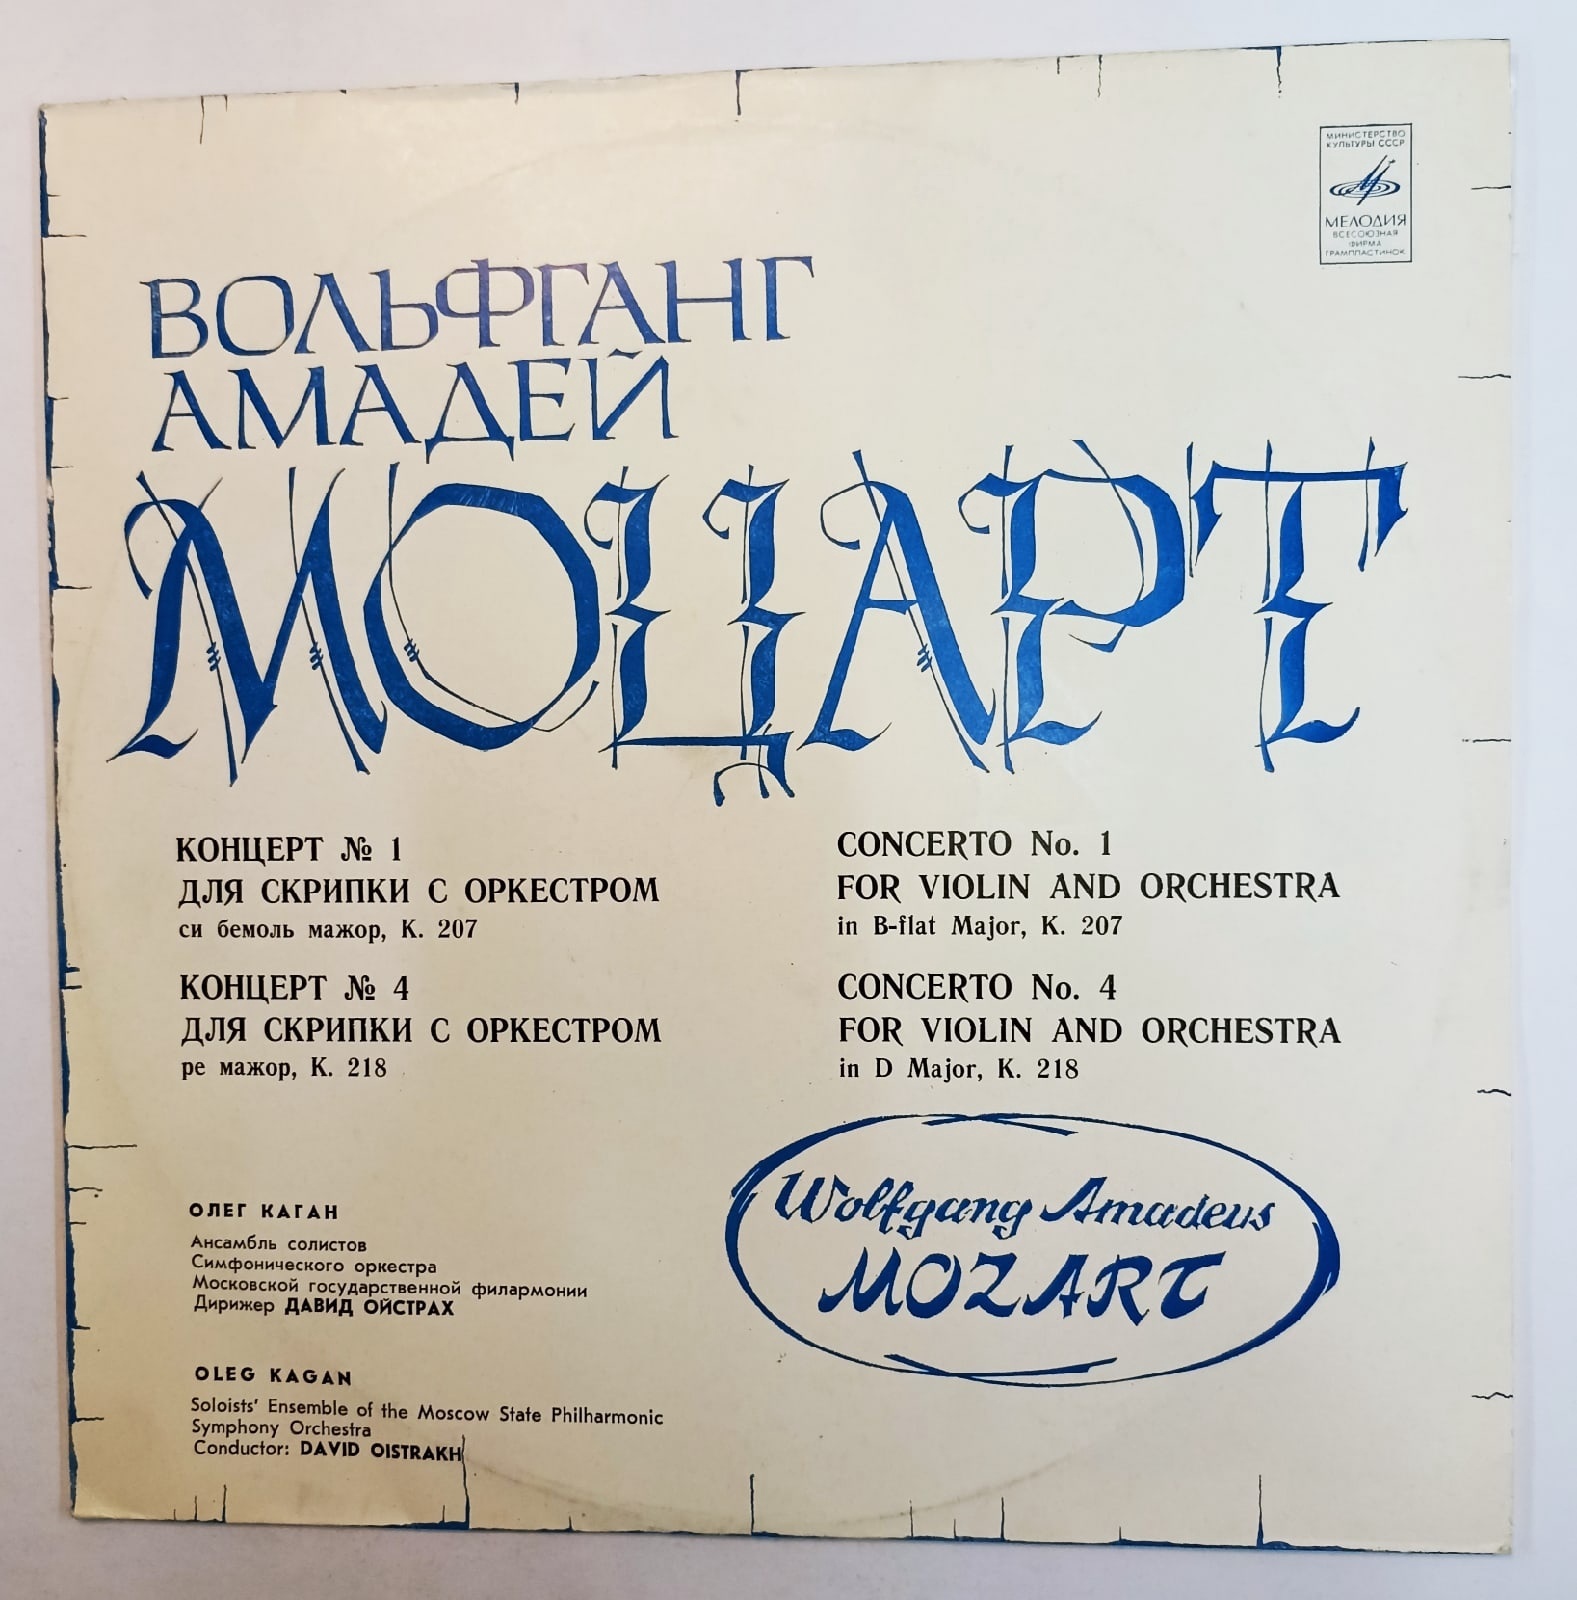 МИНИСТЕРСТВО
КУЛЬТУРЫ СССР
МЕЛОДИЯ
ВСЕСОЮЗНАЯ
ФИРМА
ГРАМПЛАСТИНОК
ВОЛЬФГАНГ
АМАДЕЙ
МОЦАРТ
КОНЦЕРТ № 1
ДЛЯ СКРИПКИ С ОРКЕСТРОМ
си бемоль мажор, К. 207
КОНЦЕРТ № 4
ДЛЯ СКРИПКИ С ОРКЕСТРОМ
ре мажор, К. 218
CONCERTO No. 1
FOR VIOLIN AND ORCHESTRA
in B-flat Major, K. 207
CONCERTO No. 4
FOR VIOLIN AND ORCHESTRA
in D Major, K. 218
Wolfgang Amadeus
MOZART
ОЛЕГ КАГАН
Ансамбль солистов
Симфонического оркестра
Московской государственной филармонии
Дирижер ДАВИД ОЙСТРАХ
OLEG KAGAN
Soloists' Ensemble of the Moscow State Philharmonic
Symphony Orchestra
Conductor: DAVID OISTRAKH